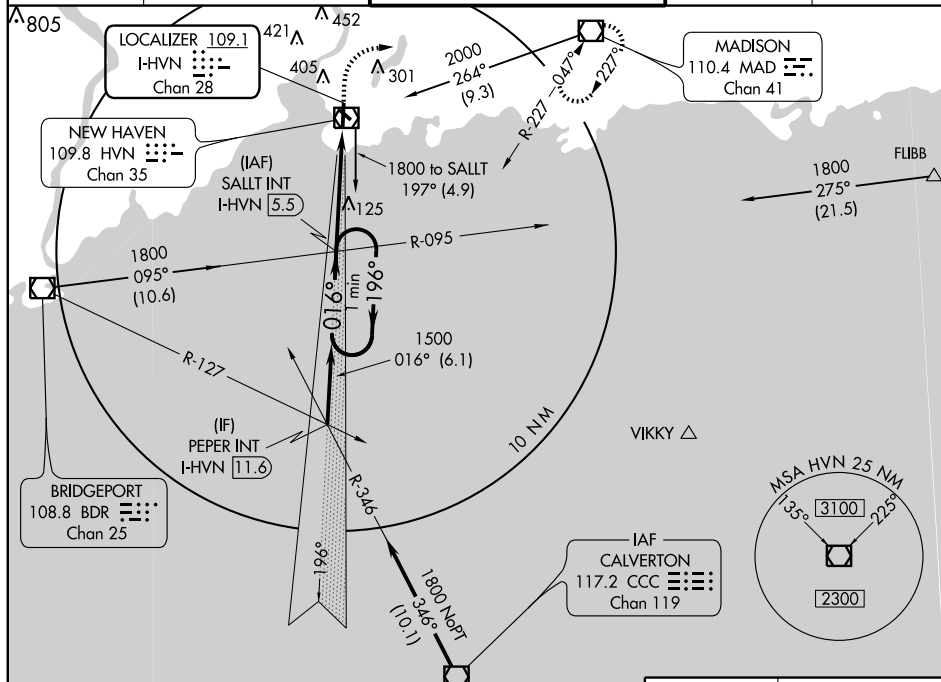 805
452
421
405
301
LOCALIZER 109.1
I-HVN
Chan 28
2000
264°
(9.3)
MADISON
110.4 MAD
Chan 41
R-227
047°
227°
NEW HAVEN
109.8 HVN
Chan 35
(IAF)
SALLT INT
I-HVN 5.5
1800 to SALLT
197° (4.9)
125
FLIBB
1800
275°
(21.5)
R-095
1800
095°
(10.6)
016°
1 min
196°
1500
016° (6.1)
R-127
(IF)
PEPER INT
I-HVN 11.6
10 NM
VIKKY
R-346
BRIDGEPORT
108.8 BDR
Chan 25
MSA HVN 25 NM
135°
3100
225°
2300
196°
1800 NoPT
346°
(10.1)
IAF
CALVERTON
117.2 CCC
Chan 119